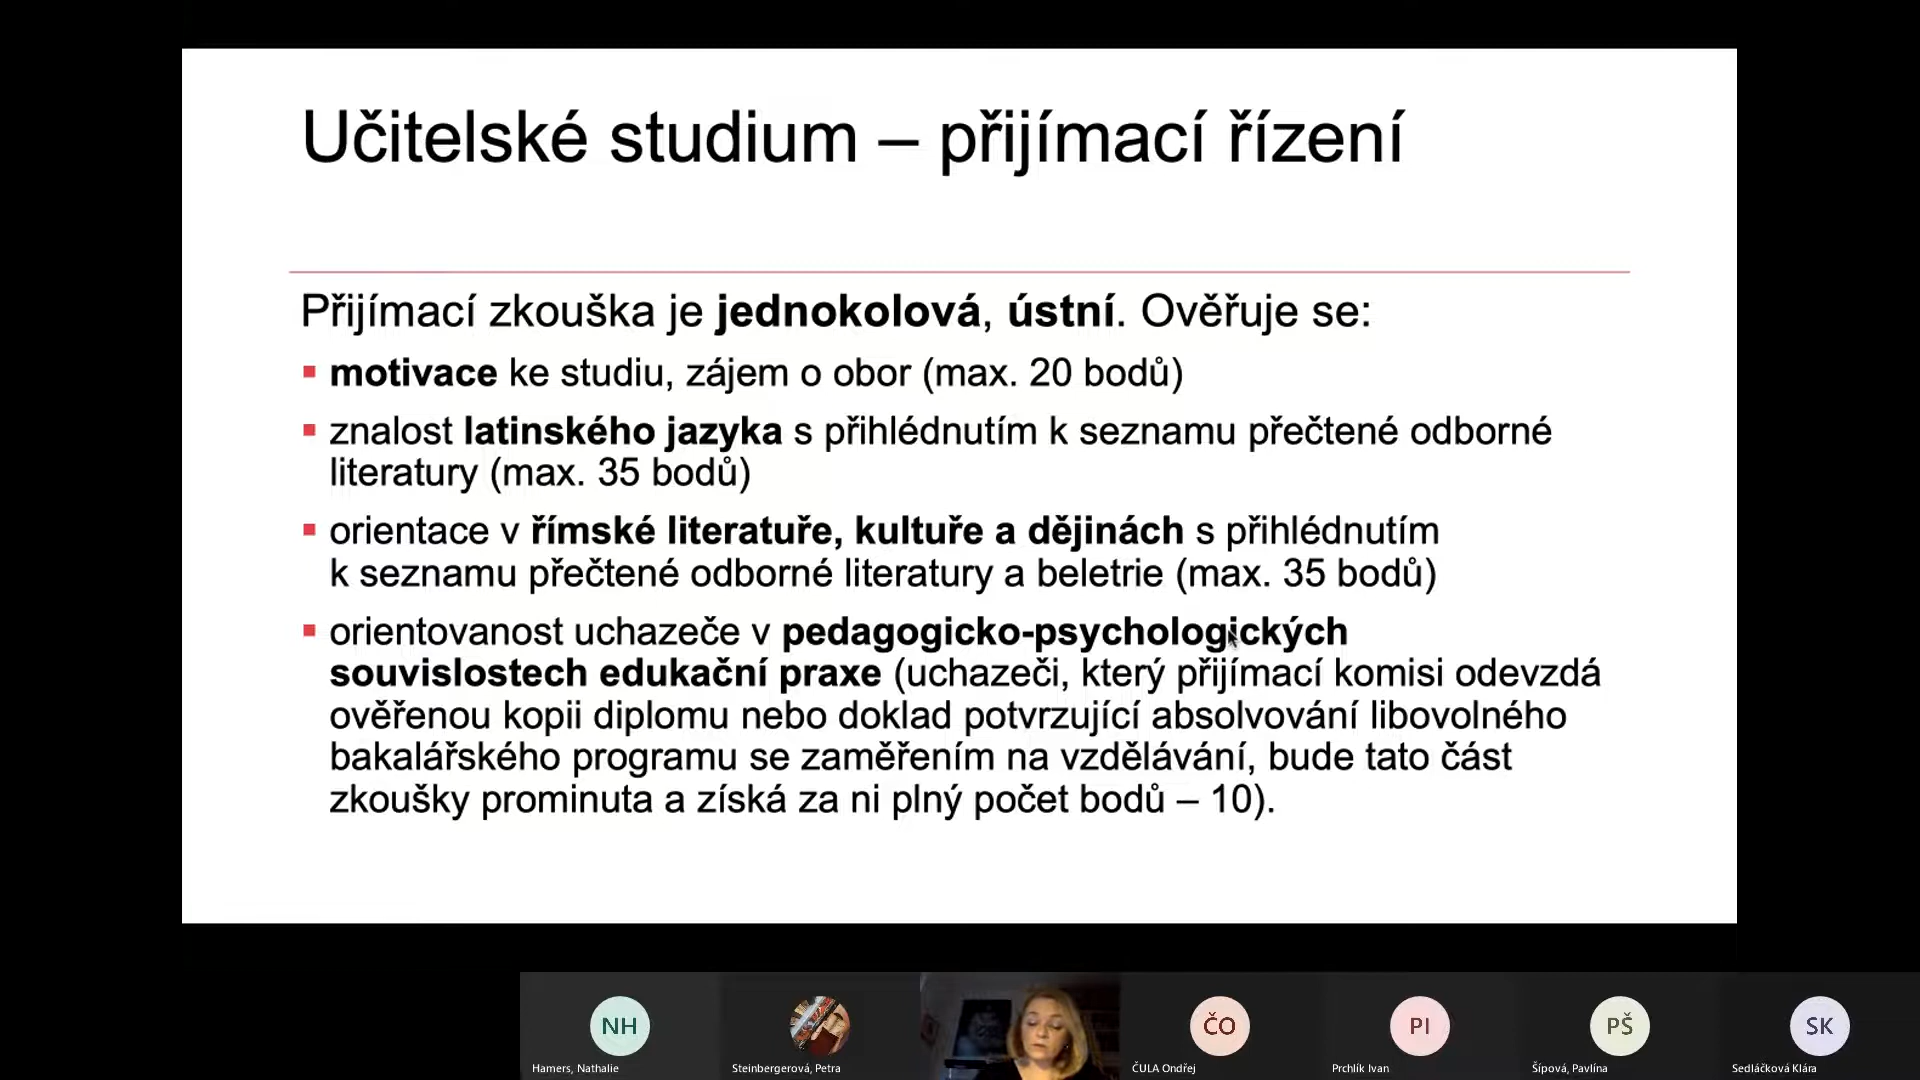 Učitelské studium – přijímací řízení
Přijímací zkouška je jednokolová, ústní. Ověřuje se:
motivace ke studiu, zájem o obor (max. 20 bodů)
znalost latinského jazyka s přihlédnutím k seznamu přečtené odborné
literatury (max. 35 bodů)
orientace v římské literatuře, kultuře a dějinách s přihlédnutím
k seznamu přečtené odborné literatury a beletrie (max. 35 bodů)
orientovanost uchazeče v pedagogicko-psychologických
souvislostech edukační praxe (uchazeči, který přijímací komisi odevzdá
ověřenou kopii diplomu nebo doklad potvrzující absolvování libovolného
bakalářského programu se zaměřením na vzdělávání, bude tato část
zkoušky prominuta a získá za ni plný počet bodů – 10).
NH
ČO
PI
PŠ
SK
Hamers, Nathalie
Steinbergerová, Petra
ČULA Ondřej
Prchlík Ivan
Šípová, Pavlína
Sedláčková Klára